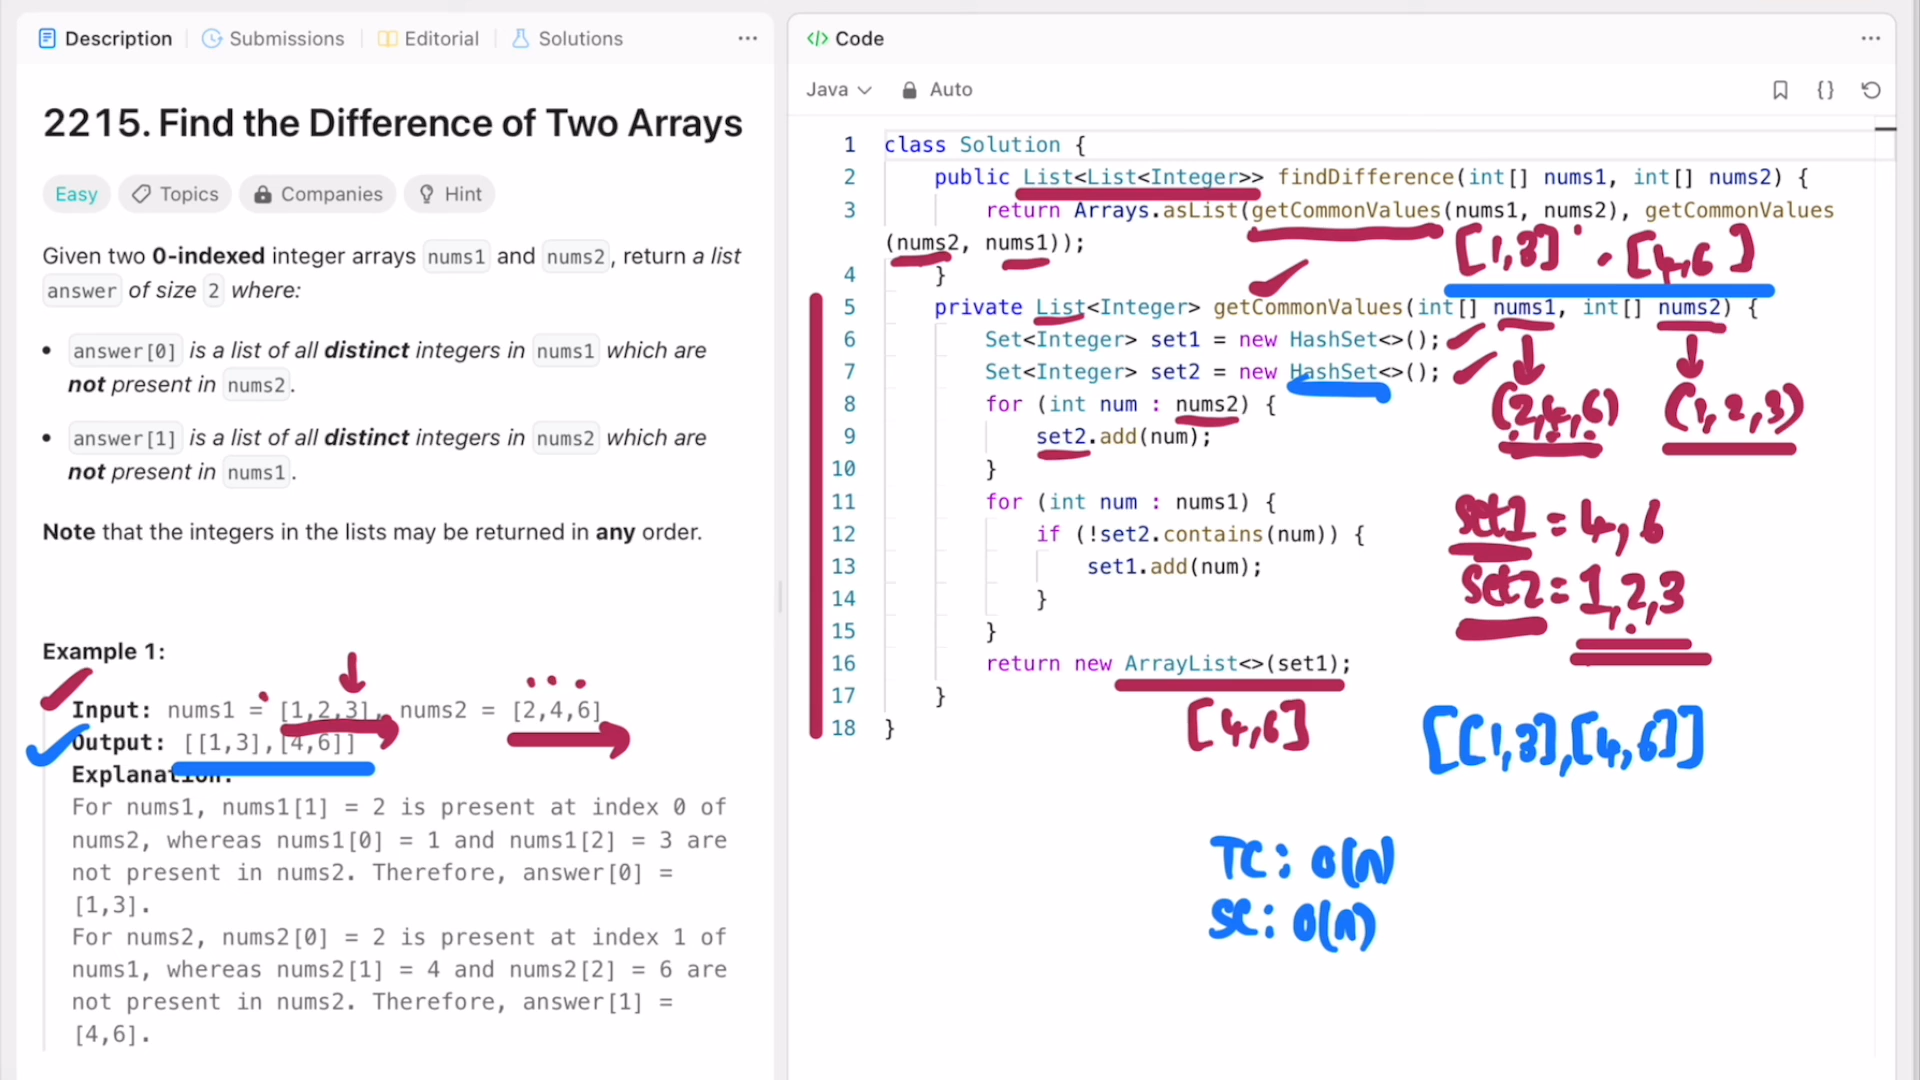 Description Submissions Editorial Solutions
2215. Find the Difference of Two Arrays
Easy Topics Companies Hint
Given two 0-indexed integer arrays nums1 and nums2, return a list
answer of size 2 where:
answer[0] is a list of all distinct integers in nums1 which are
not present in nums2.
answer[1] is a list of all distinct integers in nums2 which are
not present in nums1.
Note that the integers in the lists may be returned in any order.
Example 1:
Input: nums1 = [1,2,3], nums2 = [2,4,6]
Output: [[1,3],[4,6]]
Explanation:
For nums1, nums1[1] = 2 is present at index 0 of
nums2, whereas nums1[0] = 1 and nums1[2] = 3 are
not present in nums2. Therefore, answer[0] =
[1,3].
For nums2, nums2[0] = 2 is present at index 1 of
nums1, whereas nums2[1] = 4 and nums2[2] = 6 are
not present in nums2. Therefore, answer[1] =
[4,6].
</> Code
Java Auto
1 class Solution {
2 public List<List<Integer>> findDifference(int[] nums1, int[] nums2) {
3 return Arrays.asList(getCommonValues(nums1, nums2), getCommonValues
(nums2, nums1));
[1,3] . [4,6]
4 }
5 private List<Integer> getCommonValues(int[] nums1, int[] nums2) {
6 Set<Integer> set1 = new HashSet<>();
7 Set<Integer> set2 = new HashSet<>();
8 for (int num : nums2) {
(2,4,6) (1,2,3)
9 set2.add(num);
10 }
11 for (int num : nums1) {
12 if (!set2.contains(num)) {
set1 = 4,6
13 set1.add(num);
set2 = 1,2,3
14 }
15 }
16 return new ArrayList<>(set1);
17 }
18 }
[4,6]
[[1,3],[4,6]]
TC: O(N)
SC: O(N)